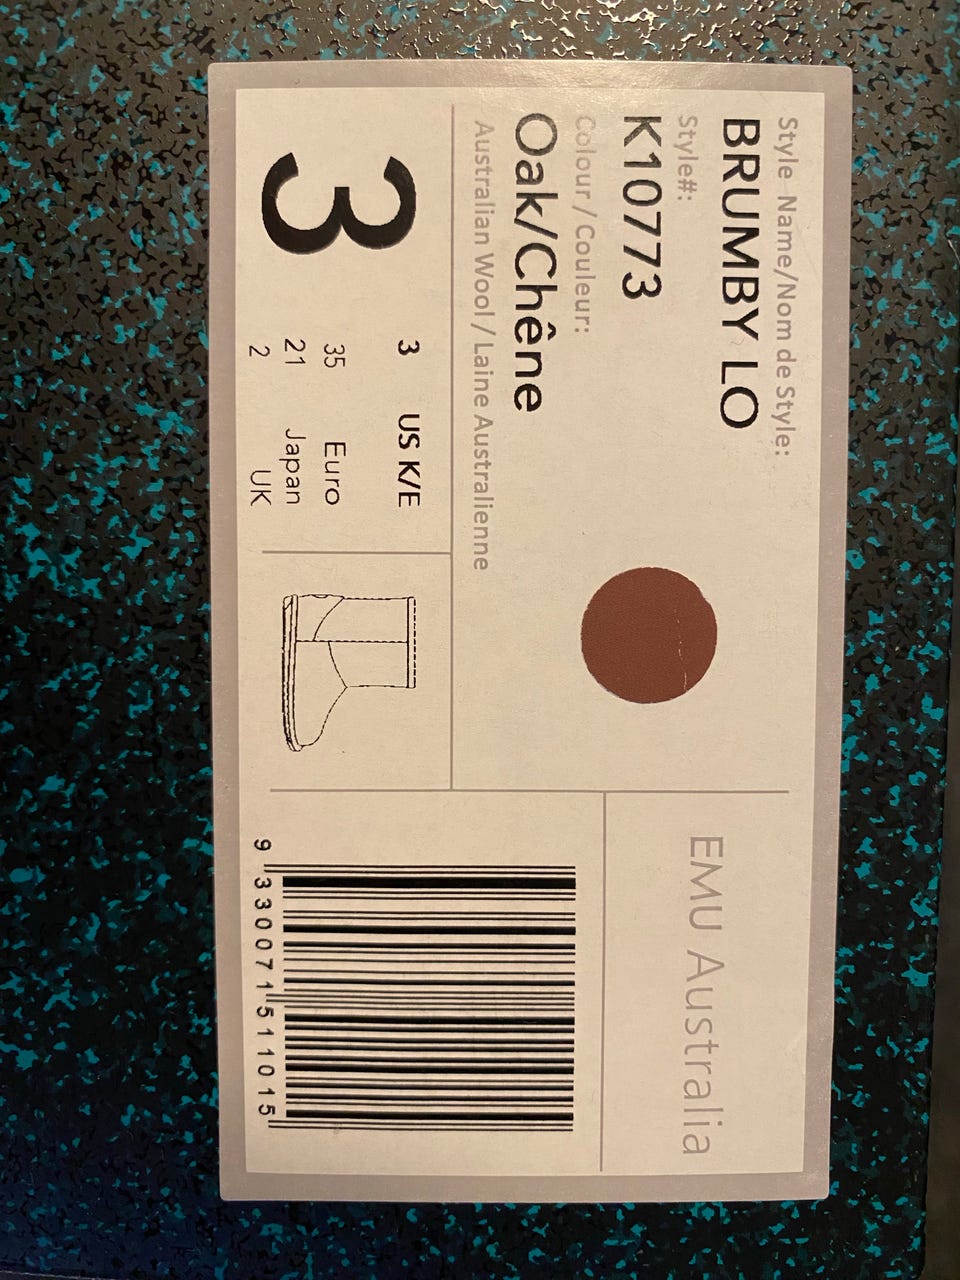 Style Name/Nom de Style:
BRUMBY LO
Style#:
K10773
Colour/Couleur:
Oak/Chêne
Australian Wool / Laine Australienne
EMU Australia
3
3 US K/E
35 Euro
21 Japan
2 UK
9 330071 511015